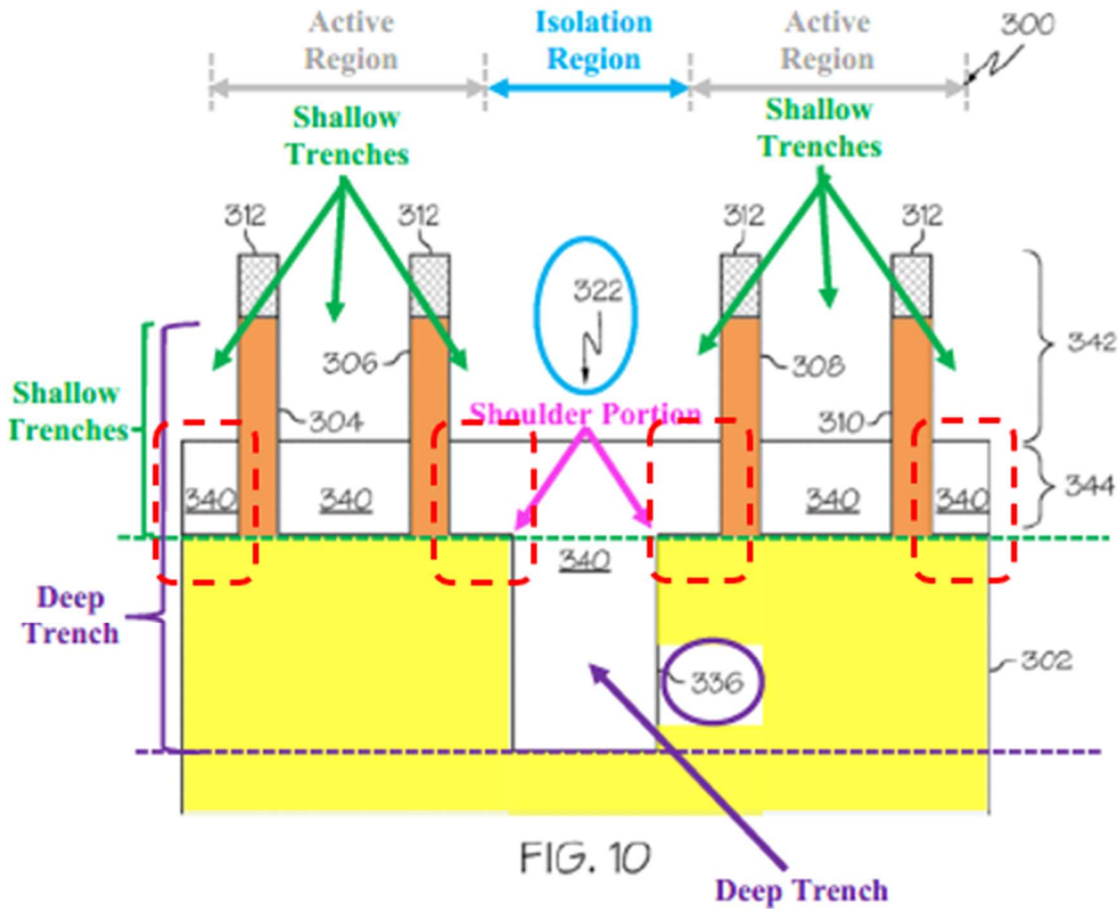 Active
Region
Isolation
Region
Active
Region
300
Shallow
Trenches
Shallow
Trenches
312
312
312
312
322
306
308
342
Shallow
Trenches
304
Shoulder Portion
310
340
340
340
340
344
340
Deep
Trench
336
302
FIG. 10
Deep Trench